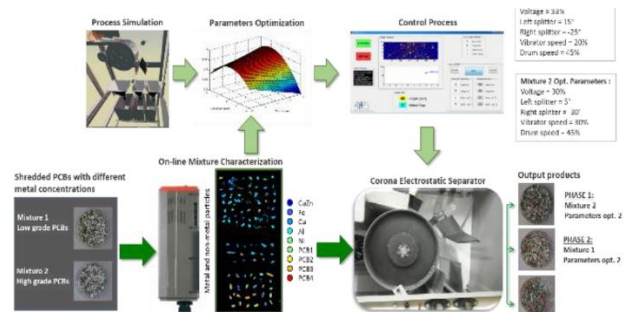 Process Simulation
Parameters Optimization
Control Process
Voltage = 33%
Left splitter = 15°
Right splitter = -25°
Vibrator speed = 20%
Drum speed = 45%
Mixture 2 Opt. Parameters :
Voltage = 30%
Left splitter = 5°
Right splitter = 30°
Vibrator speed = 30%
Drum speed = 45%
Shredded PCBs with different
metal concentrations
Mixture 1
Low grade PCBs
Mixture 2
High grade PCBs
On-line Mixture Characterization
Metal and non-metal particles
CuZn
Fe
Cu
Al
Ni
PCB1
PCB2
PCB3
PCB4
Corona Electrostatic Separator
Output products
PHASE 1:
Mixture 2
Parameters opt. 2
PHASE 2:
Mixture 1
Parameters opt. 2